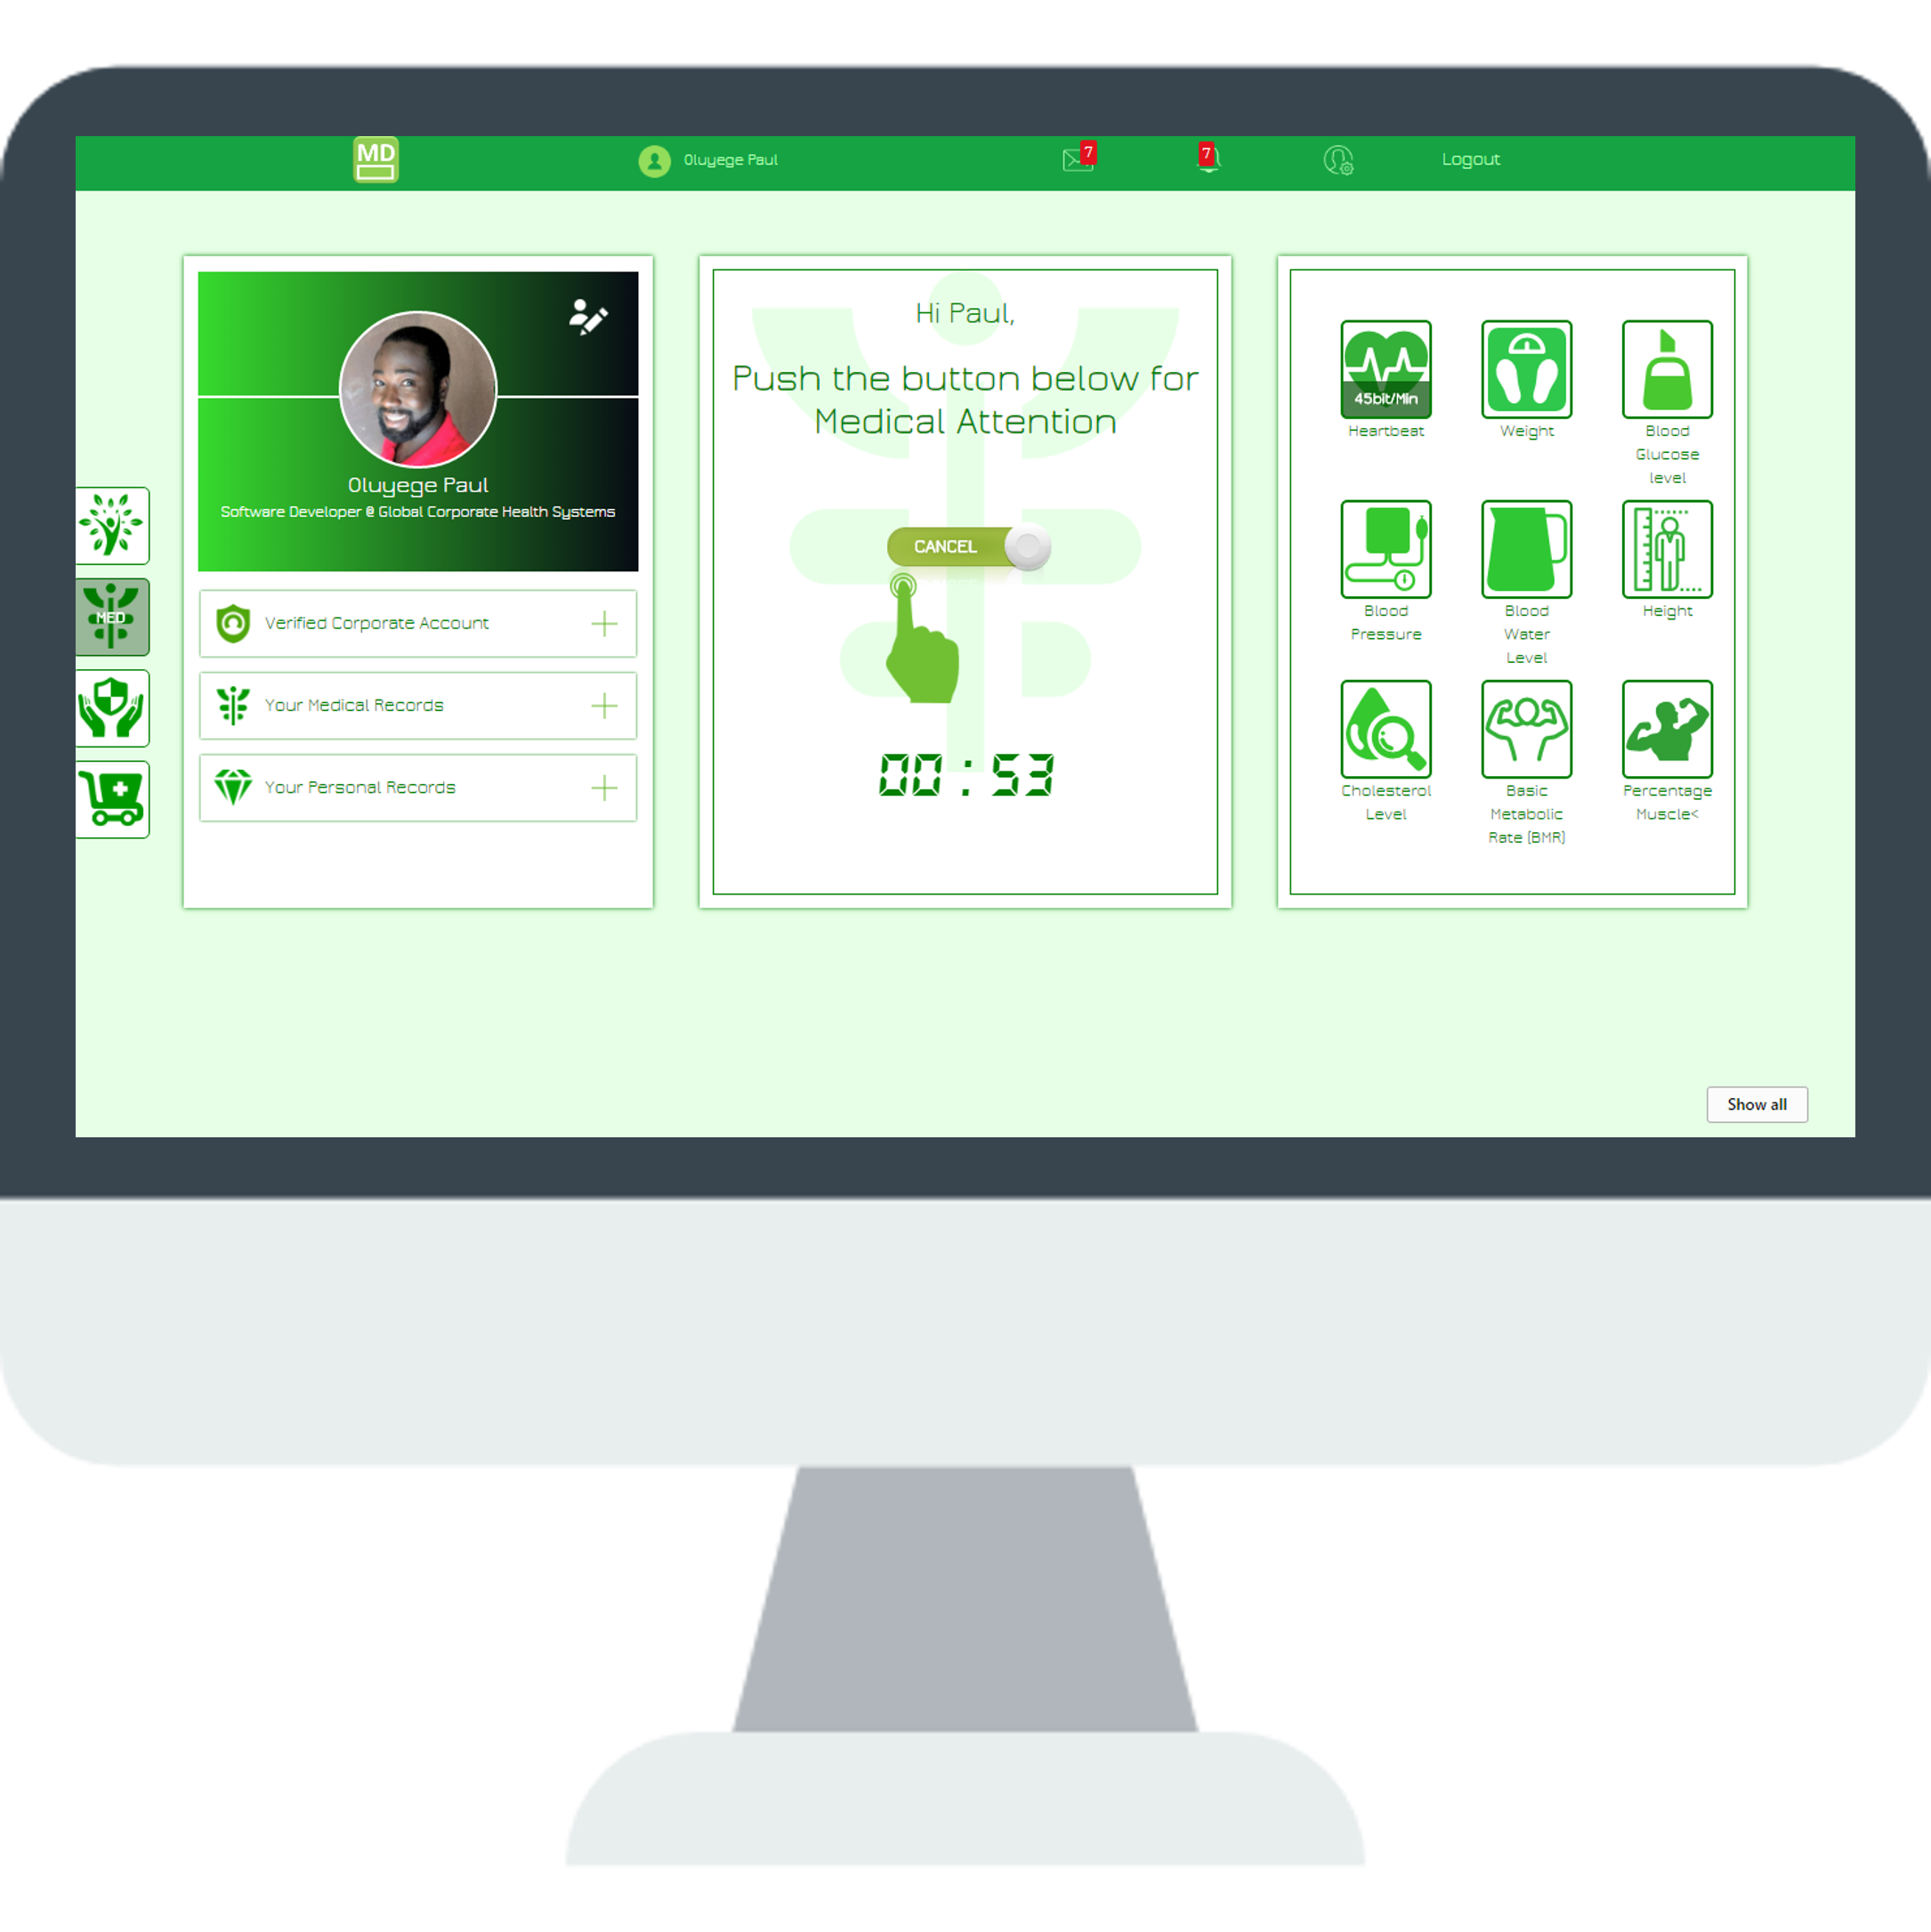 MD
Oluyege Paul
7
7
Logout
Oluyege Paul
Software Developer @ Global Corporate Health Systems
Verified Corporate Account
Your Medical Records
Your Personal Records
MED
Hi Paul,
Push the button below for
Medical Attention
CANCEL
00:53
45bit/Min
Heartbeat
Weight
Blood
Glucose
level
Blood
Pressure
Blood
Water
Level
Height
Cholesterol
Level
Basic
Metabolic
Rate (BMR)
Percentage
Muscle<
Show all